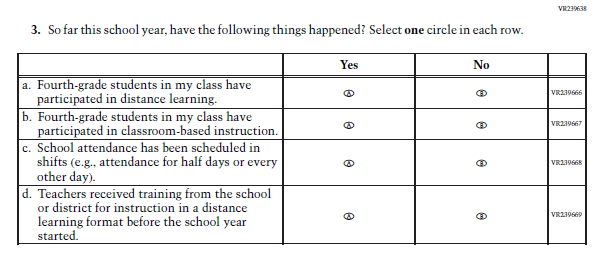 VR239638
3. So far this school year, have the following things happened? Select one circle in each row.
Yes No
a. Fourth-grade students in my class have
participated in distance learning.
Ⓐ Ⓑ VR239666
b. Fourth-grade students in my class have
participated in classroom-based instruction.
Ⓐ Ⓑ VR239667
c. School attendance has been scheduled in
shifts (e.g., attendance for half days or every
other day).
Ⓐ Ⓑ VR239668
d. Teachers received training from the school
or district for instruction in a distance
learning format before the school year
started.
Ⓐ Ⓑ VR239669